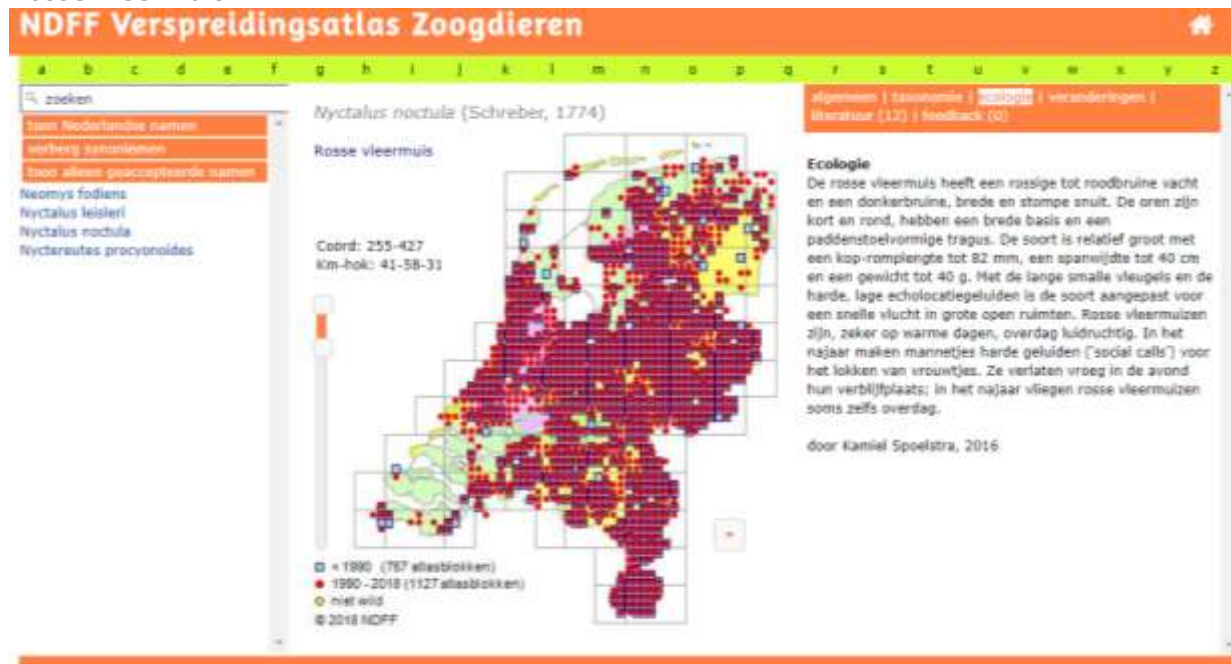 NDFF Verspreidingsatlas Zoogdieren
a b c d e f g h i j k l m n o p q r s t u v w x y z
zoeken
toon Nederlandse namen
verberg synoniemen
toon alleen geaccepteerde namen
Neomys fodiens
Nyctalus leisleri
Nyctalus noctula
Nyctereutes procyonoides
Nyctalus noctula (Schreber, 1774)
Rosse vleermuis
Coörd: 255-427
Km-hok: 41-58-31
< 1990 (767 atlasblokken)
1990 - 2018 (1127 atlasblokken)
niet wild
© 2018 NDFF
algemeen | taxonomie | ecologie | veranderingen |
literatuur (12) | feedback (0)
Ecologie
De rosse vleermuis heeft een rossige tot roodbruine vacht
en een donkerbruine, brede en stompe snuit. De oren zijn
kort en rond, hebben een brede basis en een
paddenstoelvormige tragus. De soort is relatief groot met
een kop-romplengte tot 82 mm, een spanwijdte tot 40 cm
en een gewicht tot 40 g. Met de lange smalle vleugels en de
harde, lage echolocatiegeluiden is de soort aangepast voor
een snelle vlucht in grote open ruimten. Rosse vleermuizen
zijn, zeker op warme dagen, overdag luidruchtig. In het
najaar maken mannetjes harde geluiden ("social calls") voor
het lokken van vrouwtjes. Ze verlaten vroeg in de avond
hun verblijfplaats; in het najaar vliegen rosse vleermuizen
soms zelfs overdag.
door Kamiel Spoelstra, 2016